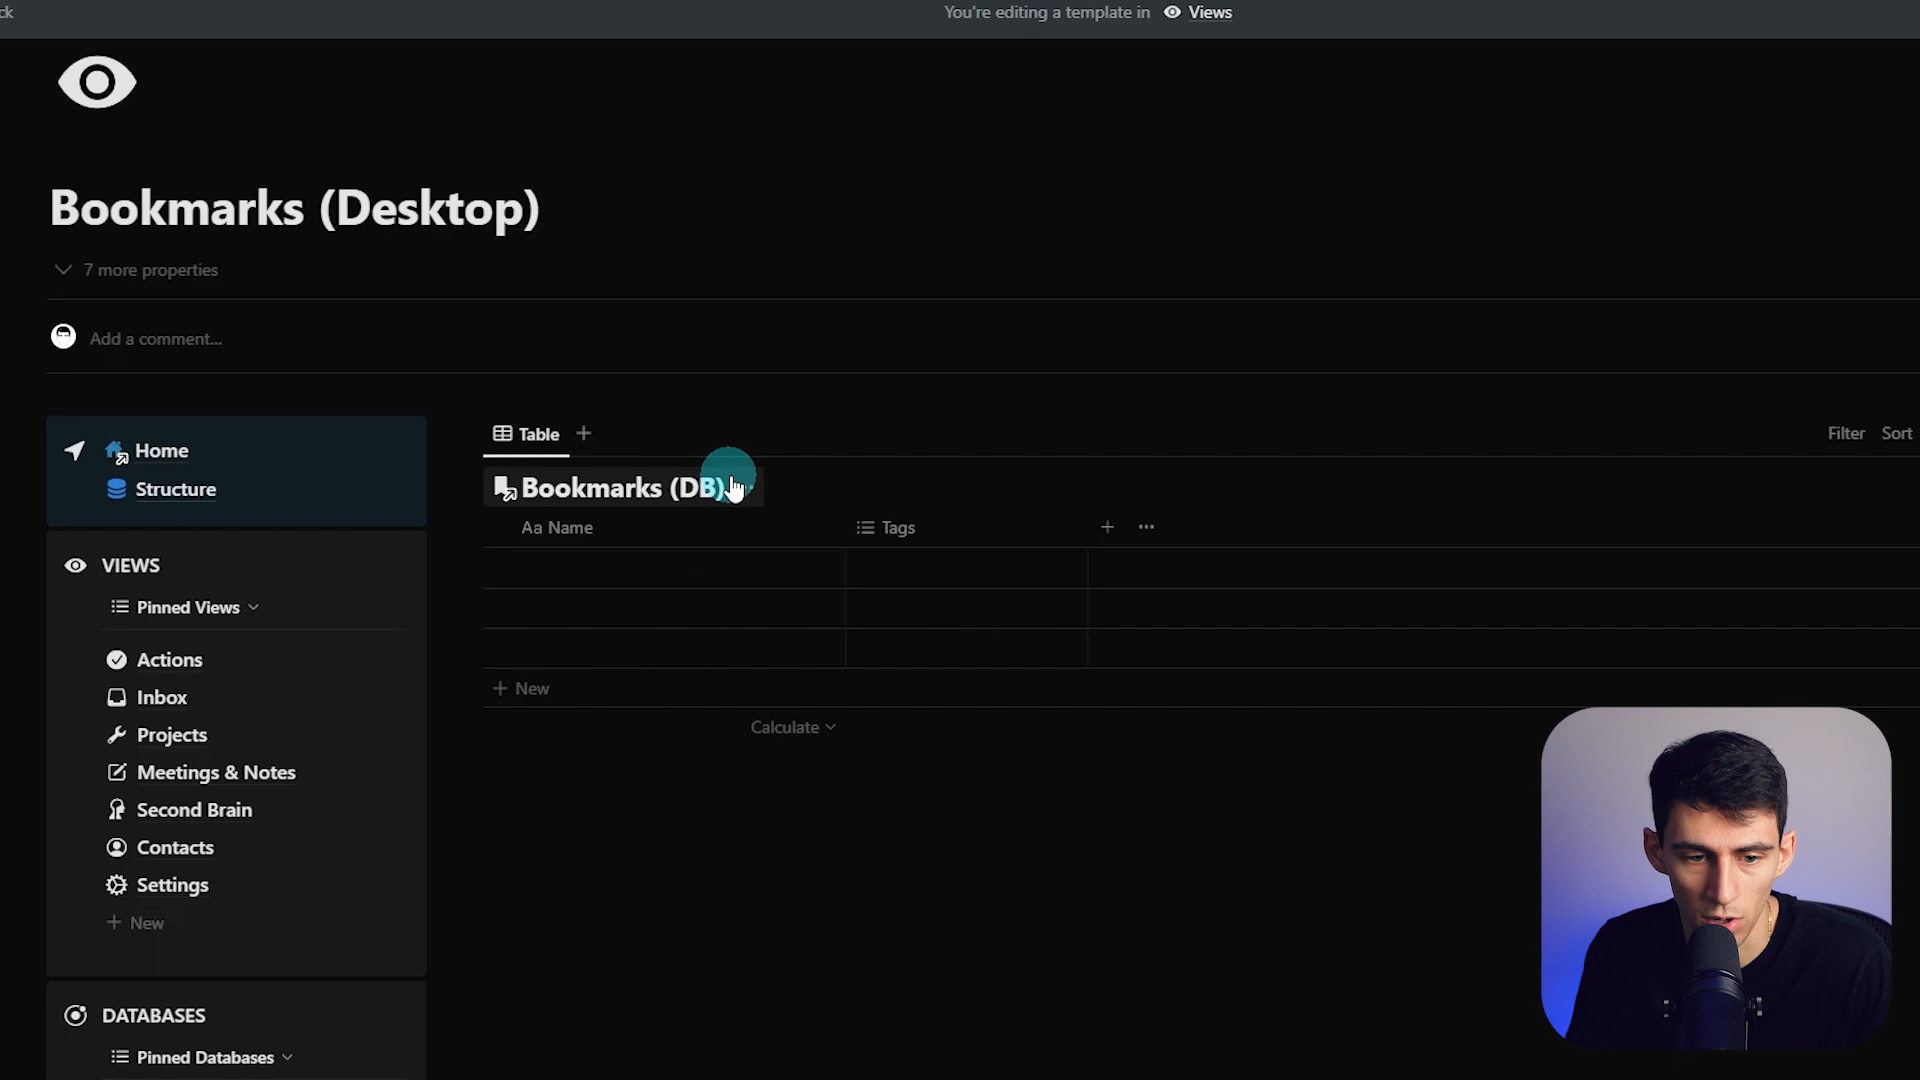 ck
You're editing a template in Views
Bookmarks (Desktop)
7 more properties
Add a comment...
Home
Structure
VIEWS
Pinned Views
Actions
Inbox
Projects
Meetings & Notes
Second Brain
Contacts
Settings
+ New
DATABASES
Pinned Databases
Table +
Filter Sort
Bookmarks (DB)
Aa Name Tags + ...
+ New
Calculate